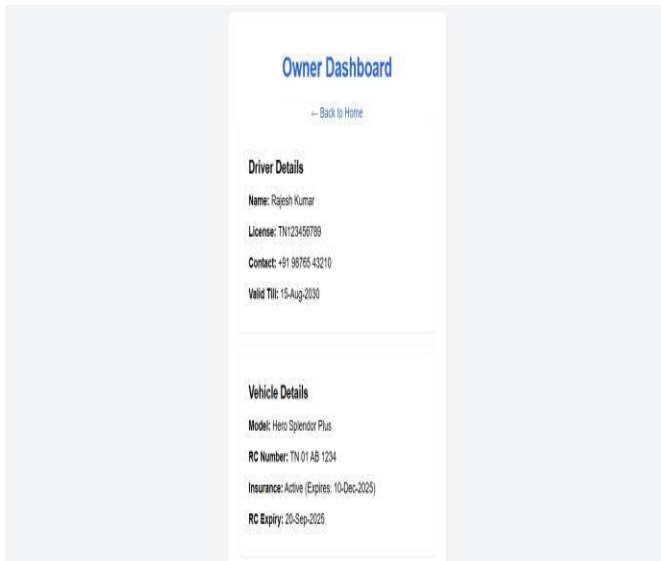 Owner Dashboard
← Back to Home
Driver Details
Name: Rajesh Kumar
License: TN123456789
Contact: +91 98765 43210
Valid Till: 15-Aug-2030
Vehicle Details
Model: Hero Splendor Plus
RC Number: TN 01 AB 1234
Insurance: Active (Expires: 10-Dec-2025)
RC Expiry: 20-Sep-2025